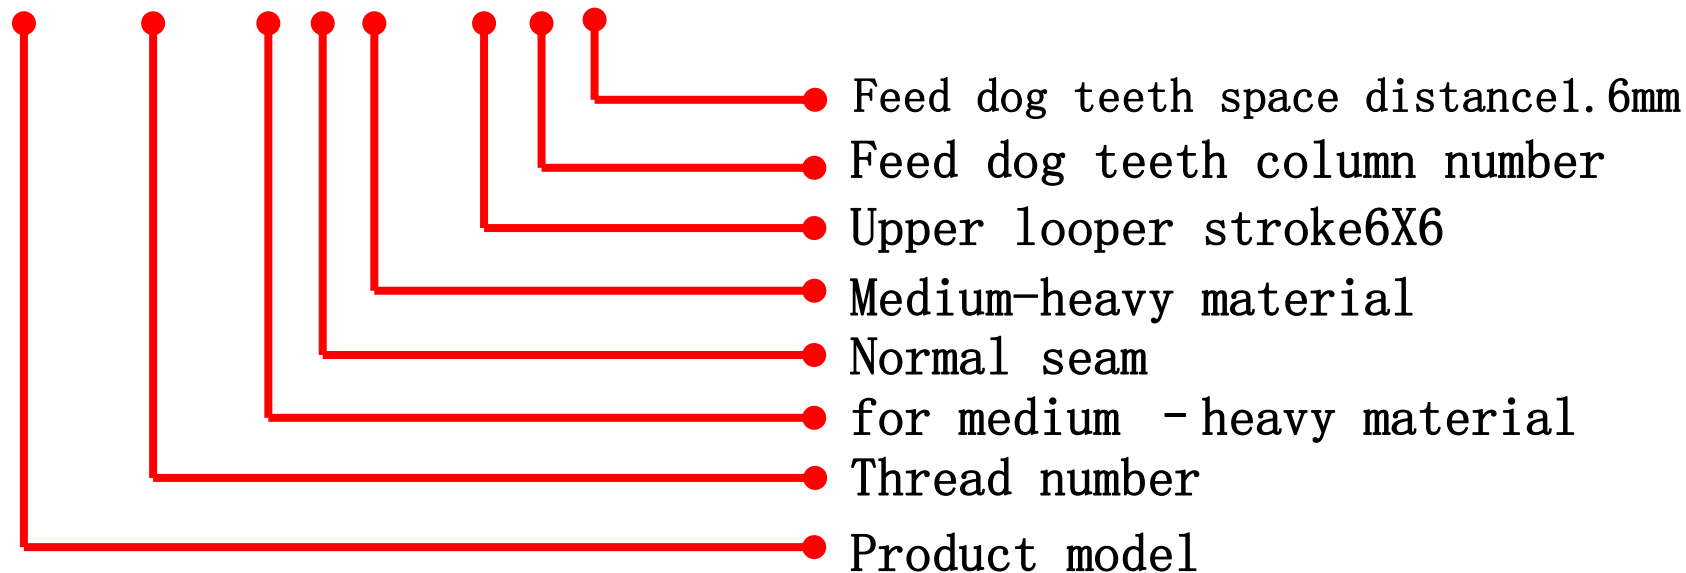 Feed dog teeth space distance1.6mm
Feed dog teeth column number
Upper looper stroke6X6
Medium-heavy material
Normal seam
for medium -heavy material
Thread number
Product model